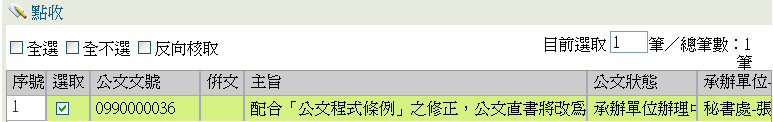 點收
全選 全不選 反向核取 目前選取 1 筆／總筆數：1
筆
序號 選取 公文文號 併文 主旨 公文狀態 承辦單位-
1 0990000036 配合「公文程式條例」之修正，公文直書將改為 承辦單位辦理中 秘書處-張